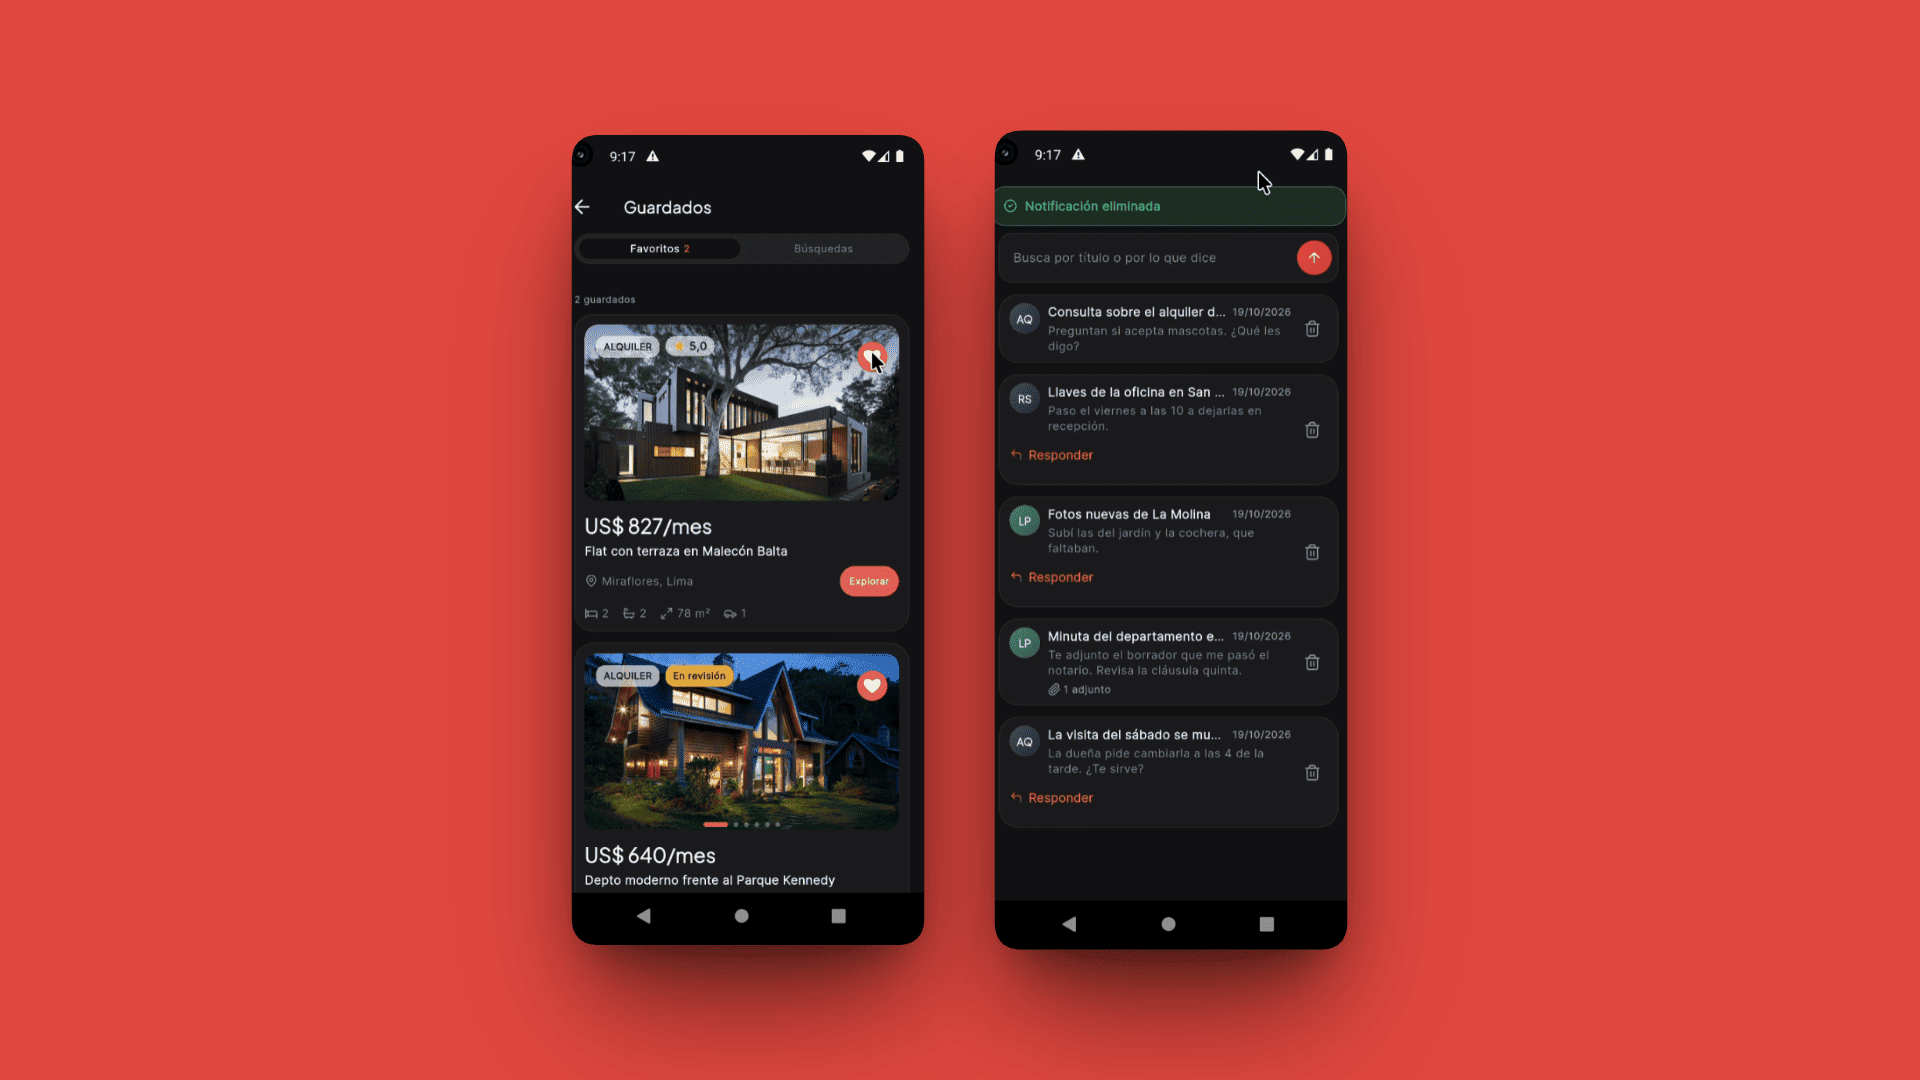 9:17
Guardados
Favoritos 2
Búsquedas
2 guardados
ALQUILER
5,0
US$ 827/mes
Flat con terraza en Malecón Balta
Miraflores, Lima
Explorar
2 2 78 m² 1
ALQUILER
En revisión
US$ 640/mes
Depto moderno frente al Parque Kennedy
9:17
Notificación eliminada
Busca por título o por lo que dice
AQ
Consulta sobre el alquiler d... 19/10/2026
Preguntan si acepta mascotas. ¿Qué les
digo?
RS
Llaves de la oficina en San ... 19/10/2026
Paso el viernes a las 10 a dejarlas en
recepción.
Responder
LP
Fotos nuevas de La Molina 19/10/2026
Subí las del jardín y la cochera, que
faltaban.
Responder
LP
Minuta del departamento e... 19/10/2026
Te adjunto el borrador que me pasó el
notario. Revisa la cláusula quinta.
1 adjunto
AQ
La visita del sábado se mu... 19/10/2026
La dueña pide cambiarla a las 4 de la
tarde. ¿Te sirve?
Responder